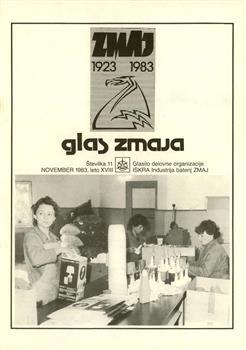 ZMAJ
1923 1983
glas zmaja
Številka 11
NOVEMBER 1983, leto XVIII
Glasilo delovne organizacije
ISKRA Industrija baterij ZMAJ